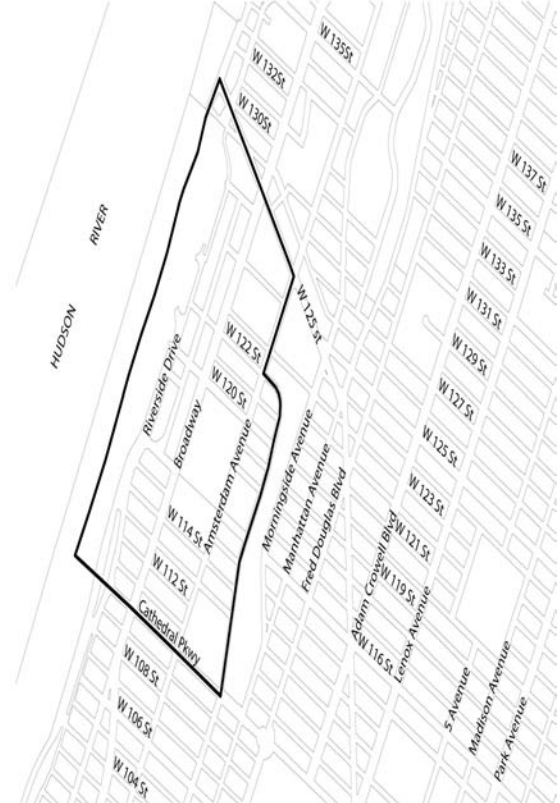 W 135St
W 132St
W 130St
RIVER
HUDSON
W 137 St
W 135 St
W 133 St
W 131 St
W 129 St
W 127 St
W 125 St
W 123 St
W 121 St
W 119 St
W 116 St
W 125 st
W 122 St
W 120 St
Riverside Drive
Broadway
Amsterdam Avenue
Morningside Avenue
Manhattan Avenue
Fred Douglas Blvd
Adam Crowell Blvd
Lenox Avenue
W 114 St
W 112 St
Cathedral Pkwy
W 108 St
W 106 St
W 104 St
S Avenue
Madison Avenue
Park Avenue